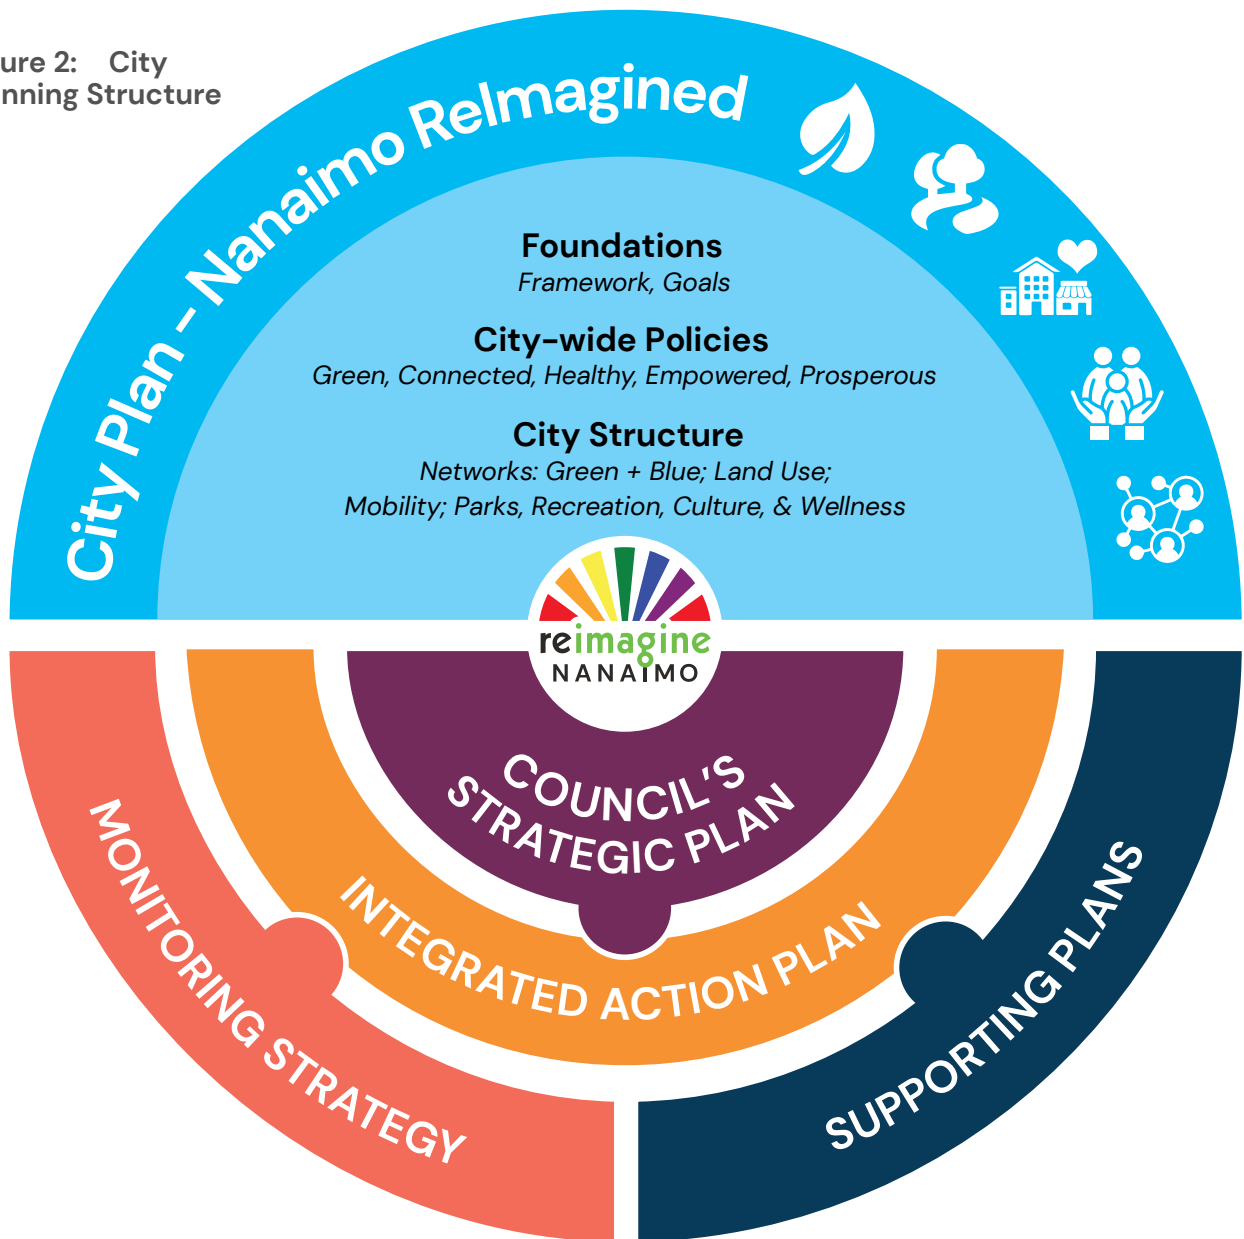 ure 2: City
nning Structure
City Plan – Nanaimo ReImagined
Foundations
Framework, Goals
City-wide Policies
Green, Connected, Healthy, Empowered, Prosperous
City Structure
Networks: Green + Blue; Land Use;
Mobility; Parks, Recreation, Culture, & Wellness
reimagine
NANAIMO
COUNCIL'S
STRATEGIC PLAN
INTEGRATED ACTION PLAN
MONITORING STRATEGY
SUPPORTING PLANS